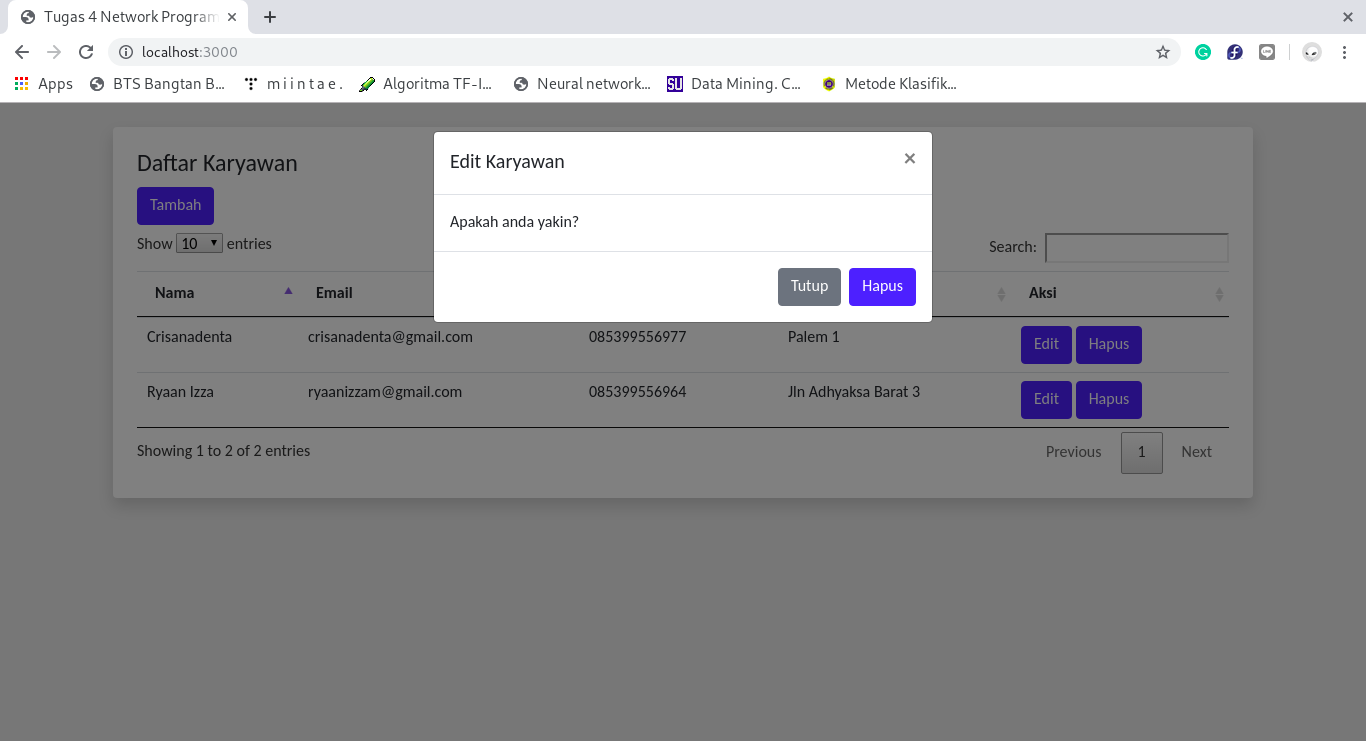 Tugas 4 Network Program
localhost:3000
Apps BTS Bangtan B... m i i n t a e . Algoritma TF-I... Neural network... SU Data Mining. C... Metode Klasifik...
Edit Karyawan ×
Apakah anda yakin?
Tutup Hapus
Daftar Karyawan
Tambah
Show 10 entries Search:
Nama Email Aksi
Crisanadenta crisanadenta@gmail.com 085399556977 Palem 1 Edit Hapus
Ryaan Izza ryaanizzam@gmail.com 085399556964 Jln Adhyaksa Barat 3 Edit Hapus
Showing 1 to 2 of 2 entries Previous 1 Next